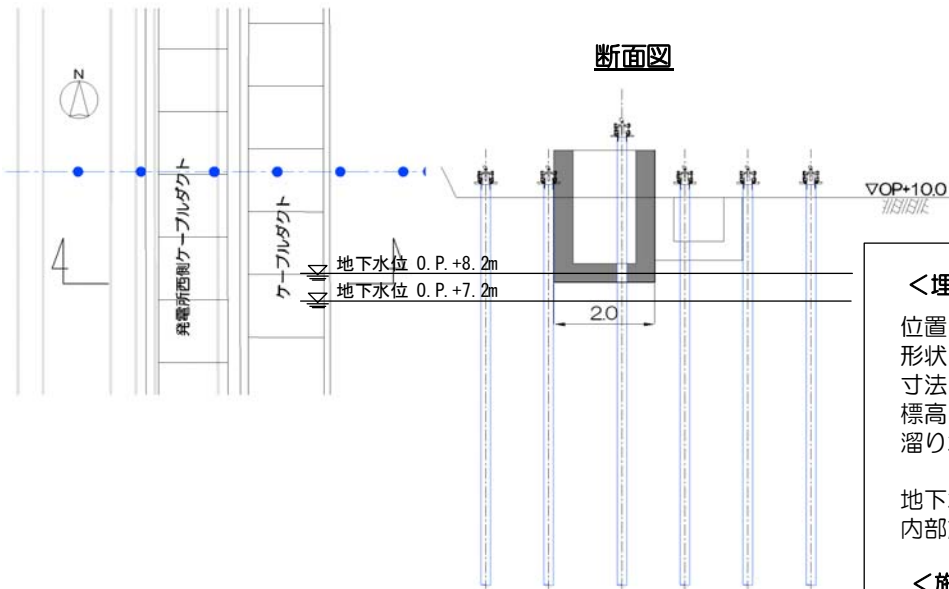 断面図
N
発電所西側ケーブルダクト
ケーブルダクト
▽OP+10.0
地下水位 O.P.+8.2m
地下水位 O.P.+7.2m
2.0
<埋
位置
形状
寸法
標高
溜り
地下
内部
<施